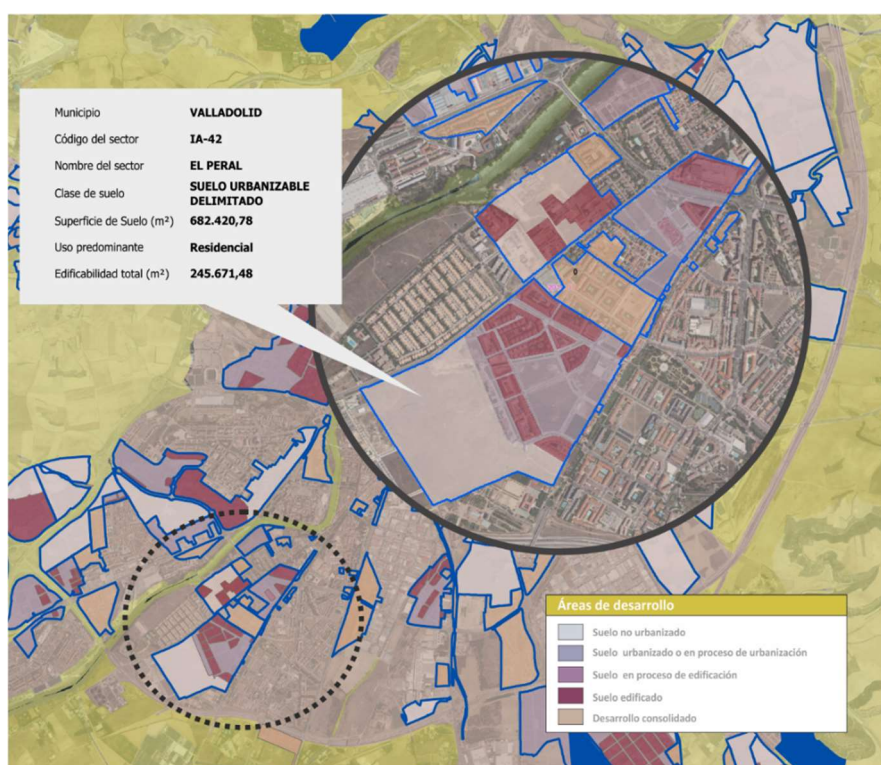 Municipio VALLADOLID
Código del sector IA-42
Nombre del sector EL PERAL
Clase de suelo SUELO URBANIZABLE
DELIMITADO
Superficie de Suelo (m²) 682.420,78
Uso predominante Residencial
Edificabilidad total (m²) 245.671,48
0
Áreas de desarrollo
Suelo no urbanizado
Suelo urbanizado o en proceso de urbanización
Suelo en proceso de edificación
Suelo edificado
Desarrollo consolidado